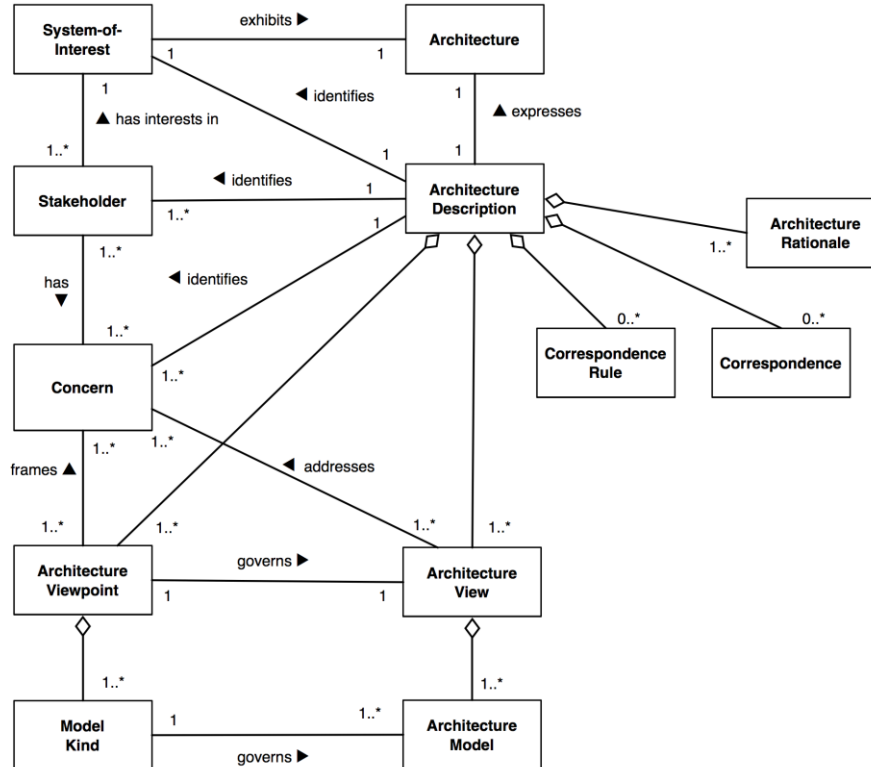 System-of-
Interest
exhibits ▶
1
1
Architecture
1
◀ identifies
1
▲ has interests in
1..*
1
▲ expresses
1
1
Stakeholder
◀ identifies
1..*
1
Architecture
Description
Architecture
Rationale
1..*
1..*
has
▼
1..*
◀ identifies
1
1..*
0..*
Correspondence
Rule
0..*
Correspondence
Concern
1..*
1..*
frames ▲
1..*
◀ addresses
1..*
1..*
1..*
Architecture
Viewpoint
governs ▶
1
1
Architecture
View
1..*
1..*
Model
Kind
1
1..*
governs ▶
Architecture
Model